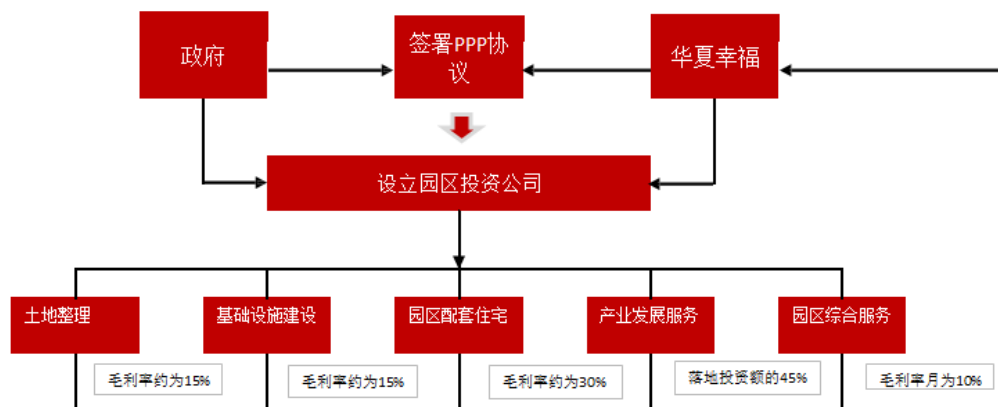 政府
签署PPP协
议
华夏幸福
设立园区投资公司
土地整理
基础设施建设
园区配套住宅
产业发展服务
园区综合服务
毛利率约为15%
毛利率约为15%
毛利率约为30%
落地投资额的45%
毛利率月为10%